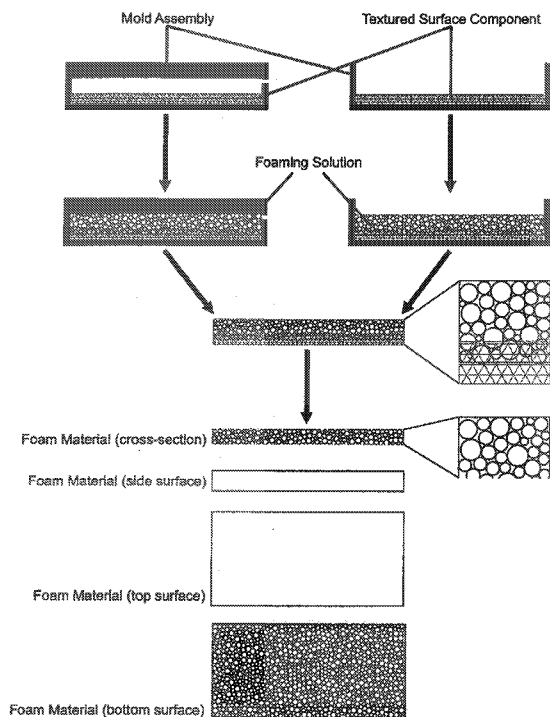 Mold Assembly
Textured Surface Component
Foaming Solution
Foam Material (cross-section)
Foam Material (side surface)
Foam Material (top surface)
Foam Material (bottom surface)